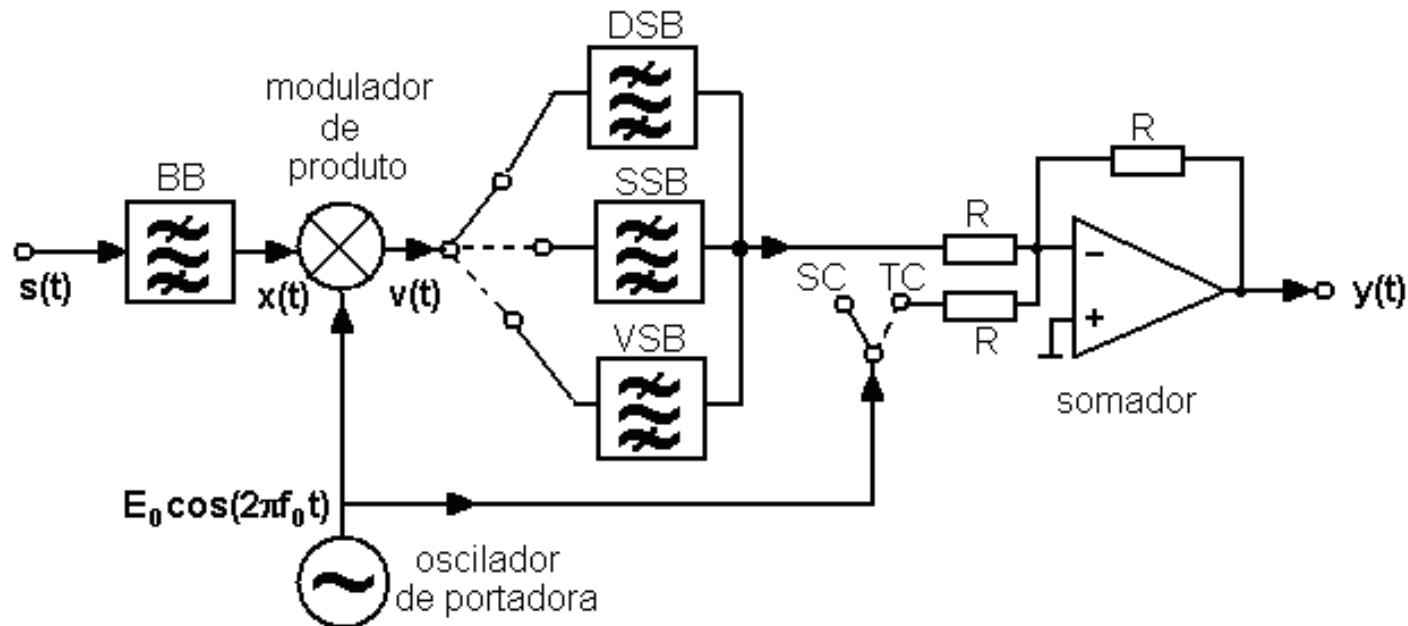 DSB
modulador
de
produto
BB
SSB
R
R
s(t)
x(t)
v(t)
SC
TC
R
−
+
y(t)
VSB
somador
E₀cos(2πf₀t)
oscilador
de portadora